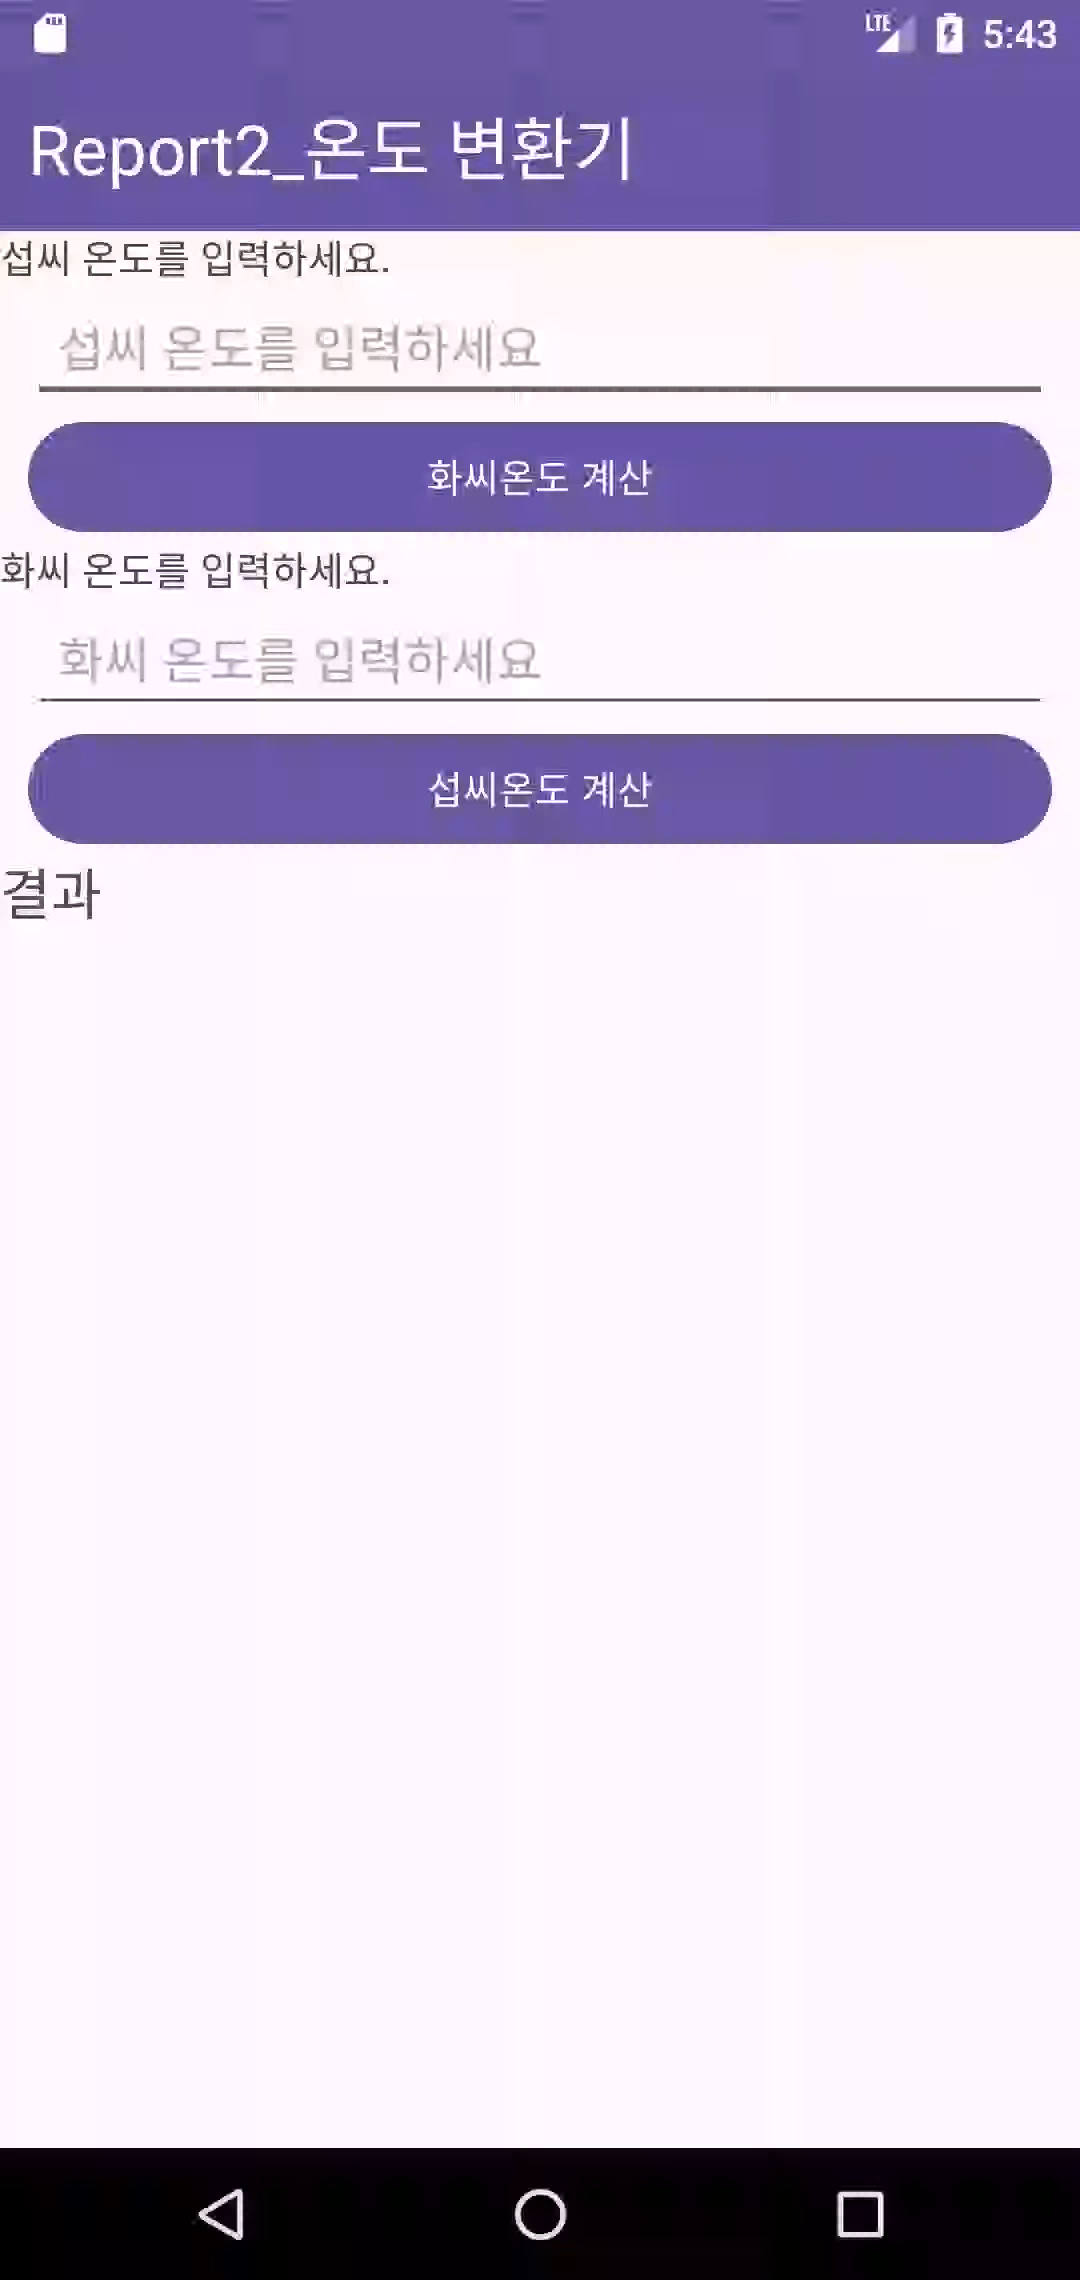 LTE 5:43
Report2_온도 변환기
섭씨 온도를 입력하세요.
섭씨 온도를 입력하세요
화씨온도 계산
화씨 온도를 입력하세요.
화씨 온도를 입력하세요
섭씨온도 계산
결과